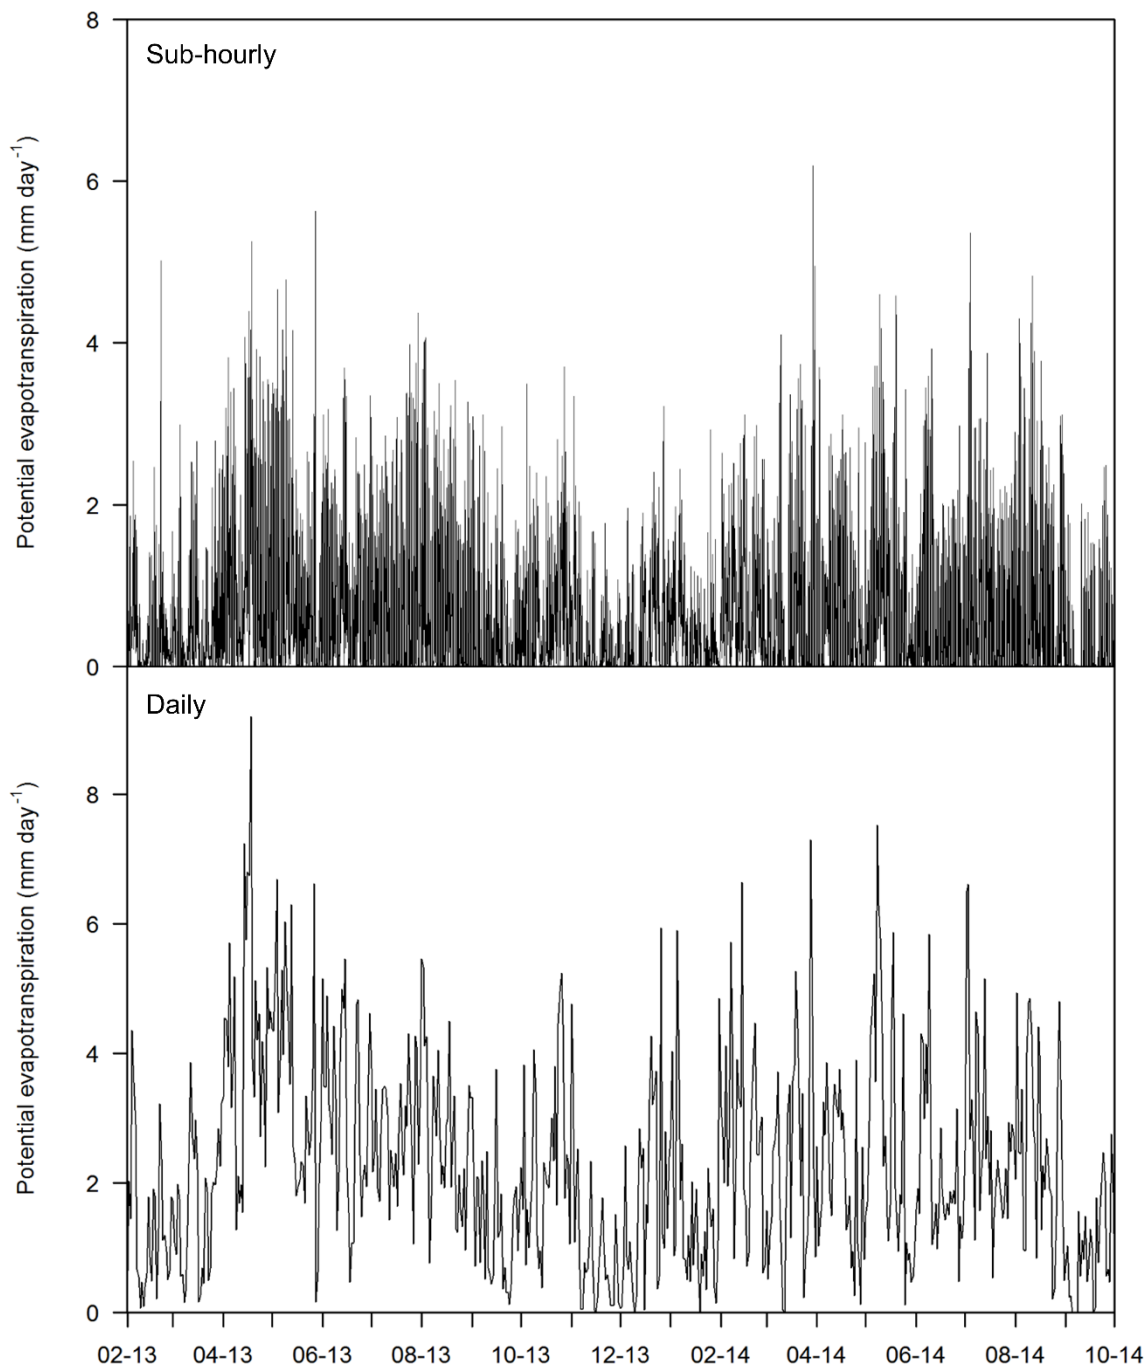 8
Sub-hourly
6
4
2
0
Potential evapotranspiration (mm day⁻¹)
Daily
8
6
4
2
0
Potential evapotranspiration (mm day⁻¹)
02-13 04-13 06-13 08-13 10-13 12-13 02-14 04-14 06-14 08-14 10-14